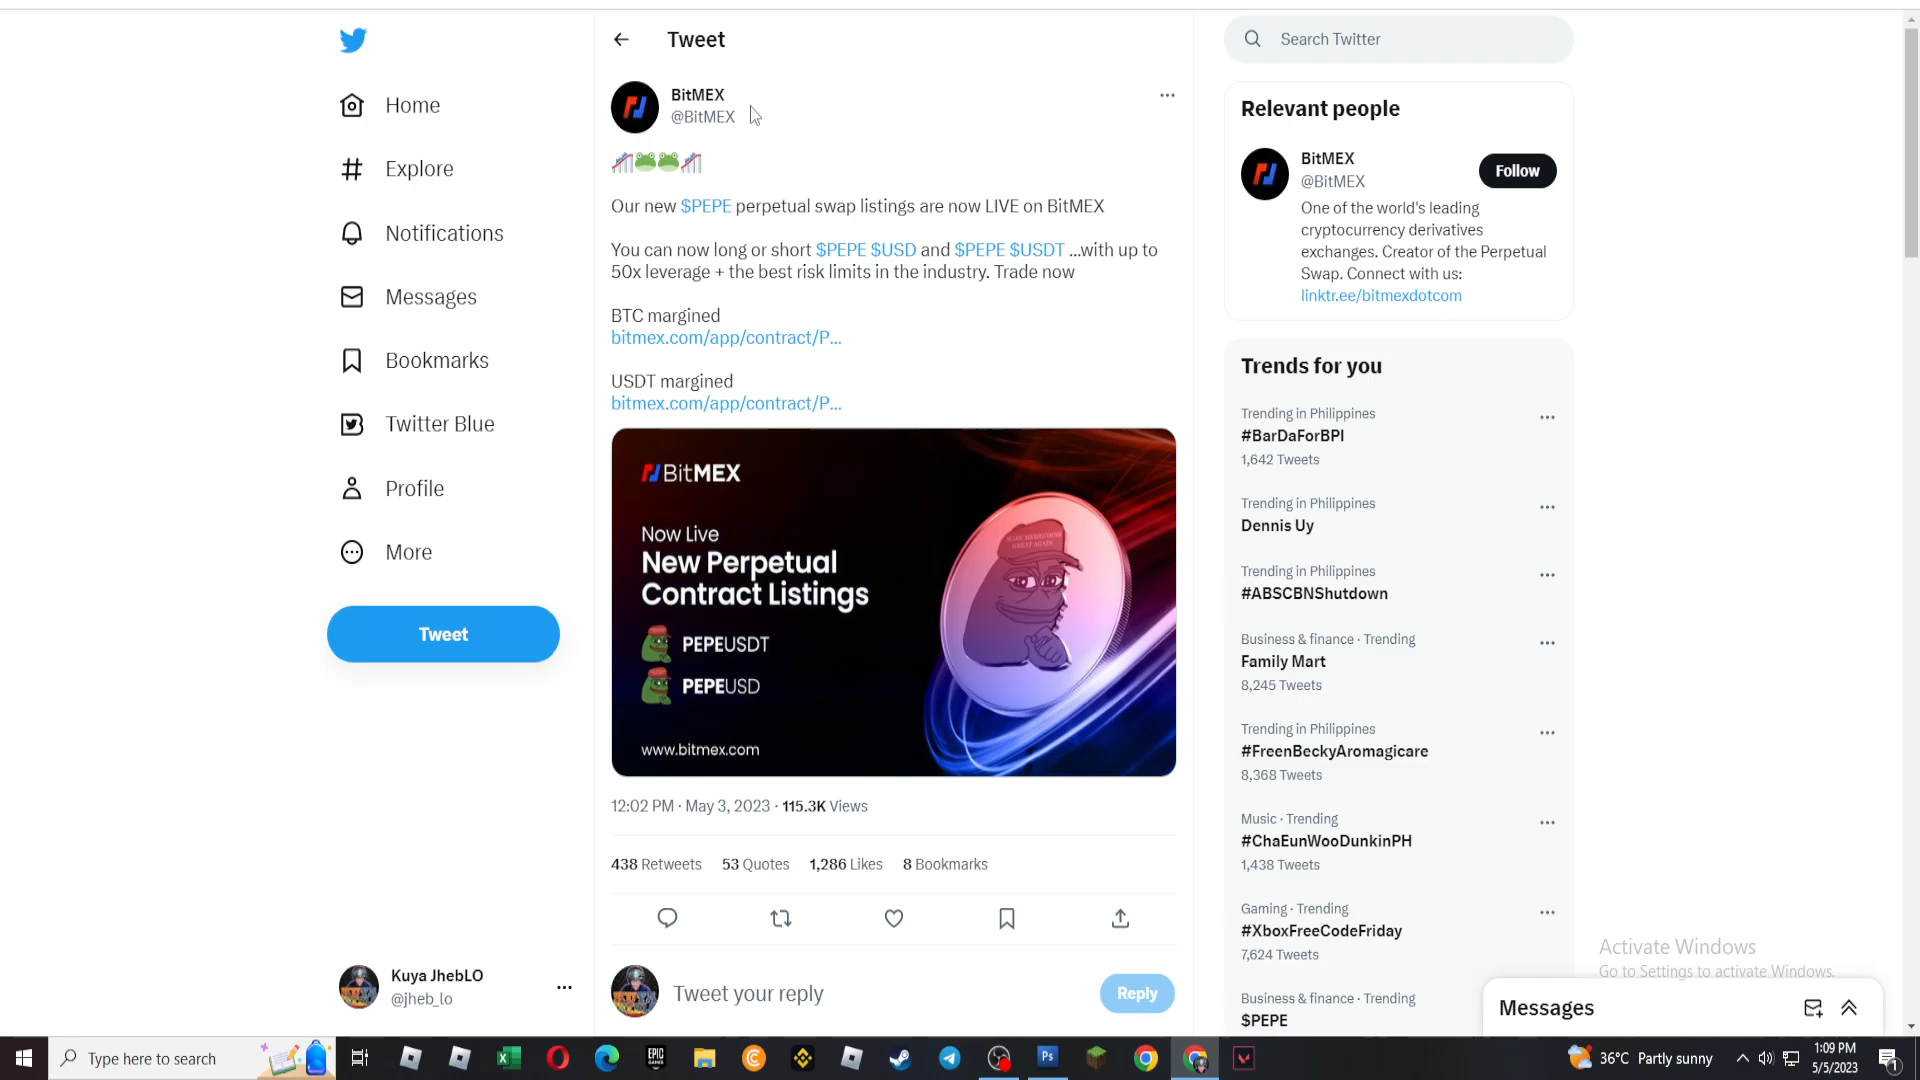 Home
Explore
Notifications
Messages
Bookmarks
Twitter Blue
Profile
More
Tweet
Kuya JhebLO
@jheb_lo
Tweet
BitMEX
@BitMEX
Our new $PEPE perpetual swap listings are now LIVE on BitMEX
You can now long or short $PEPE $USD and $PEPE $USDT ...with up to
50x leverage + the best risk limits in the industry. Trade now
BTC margined
bitmex.com/app/contract/P...
USDT margined
bitmex.com/app/contract/P...
BitMEX
Now Live
New Perpetual
Contract Listings
PEPEUSDT
PEPEUSD
www.bitmex.com
MAKE MEMECOINS
GREAT AGAIN
12:02 PM · May 3, 2023 · 115.3K Views
438 Retweets 53 Quotes 1,286 Likes 8 Bookmarks
Tweet your reply
Reply
Search Twitter
Relevant people
BitMEX
@BitMEX
Follow
One of the world's leading
cryptocurrency derivatives
exchanges. Creator of the Perpetual
Swap. Connect with us:
linktr.ee/bitmexdotcom
Trends for you
Trending in Philippines
#BarDaForBPI
1,642 Tweets
Trending in Philippines
Dennis Uy
Trending in Philippines
#ABSCBNShutdown
Business & finance · Trending
Family Mart
8,245 Tweets
Trending in Philippines
#FreenBeckyAromagicare
8,368 Tweets
Music · Trending
#ChaEunWooDunkinPH
1,438 Tweets
Gaming · Trending
#XboxFreeCodeFriday
7,624 Tweets
Business & finance · Trending
$PEPE
Activate Windows
Go to Settings to activate Windows.
Messages
Type here to search
EPIC
GAMES
Ps
36°C Partly sunny
1:09 PM
5/5/2023
1